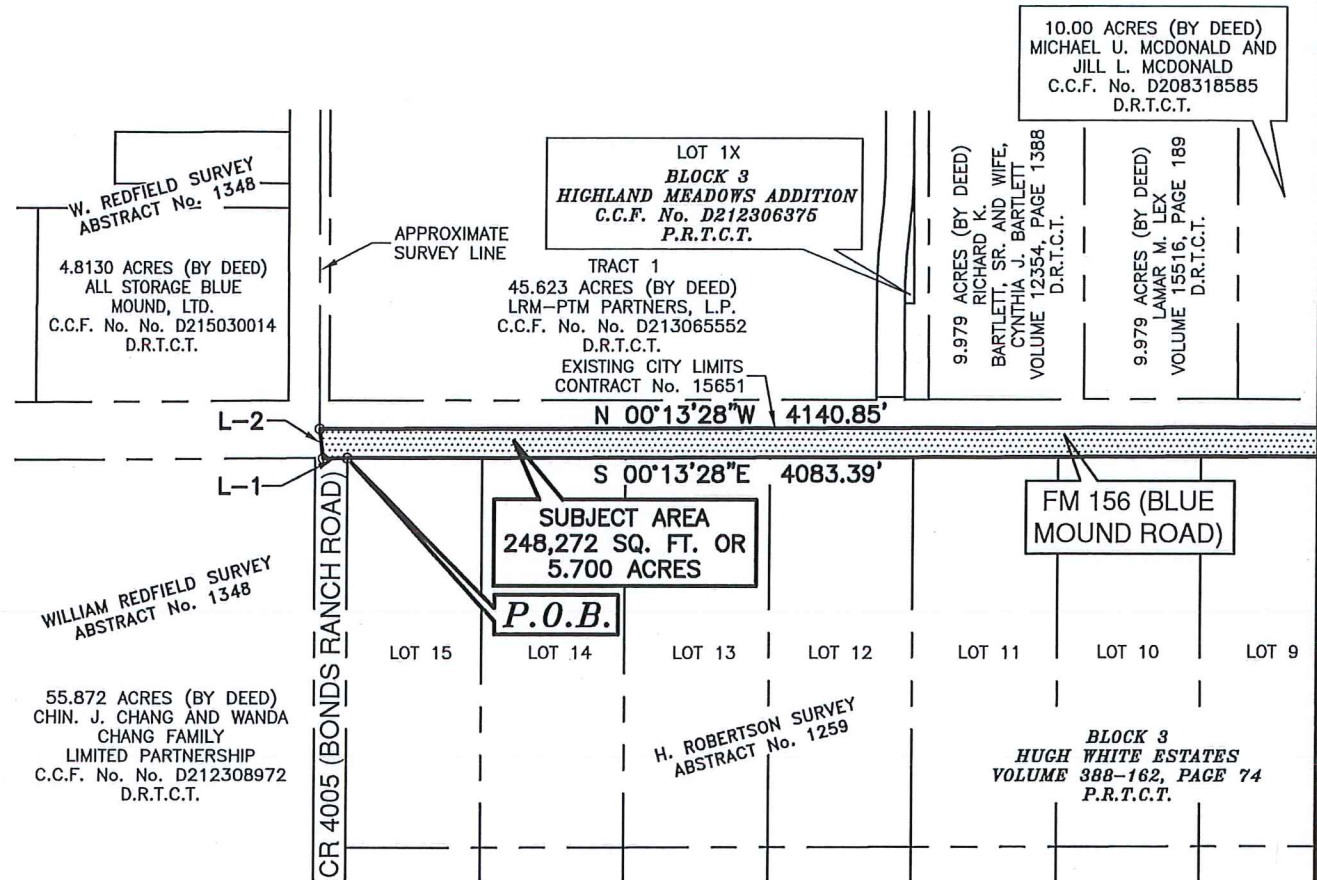 10.00 ACRES (BY DEED)
MICHAEL U. MCDONALD AND
JILL L. MCDONALD
C.C.F. No. D208318585
D.R.T.C.T.
W. REDFIELD SURVEY
ABSTRACT No. 1348
4.8130 ACRES (BY DEED)
ALL STORAGE BLUE
MOUND, LTD.
C.C.F. No. No. D215030014
D.R.T.C.T.
APPROXIMATE
SURVEY LINE
LOT 1X
BLOCK 3
HIGHLAND MEADOWS ADDITION
C.C.F. No. D212306375
P.R.T.C.T.
TRACT 1
45.623 ACRES (BY DEED)
LRM-PTM PARTNERS, L.P.
C.C.F. No. No. D213065552
D.R.T.C.T.
EXISTING CITY LIMITS
CONTRACT No. 15651
9.979 ACRES (BY DEED)
RICHARD K.
BARTLETT, SR. AND WIFE,
CYNTHIA J. BARTLETT
VOLUME 12354, PAGE 1388
D.R.T.C.T.
9.979 ACRES (BY DEED)
LAMAR M. LEX
VOLUME 15516, PAGE 189
D.R.T.C.T.
N 00°13'28"W 4140.85'
L-2
L-1
S 00°13'28"E 4083.39'
SUBJECT AREA
248,272 SQ. FT. OR
5.700 ACRES
FM 156 (BLUE
MOUND ROAD)
P.O.B.
WILLIAM REDFIELD SURVEY
ABSTRACT No. 1348
CR 4005 (BONDS RANCH ROAD)
LOT 15
LOT 14
LOT 13
LOT 12
LOT 11
LOT 10
LOT 9
55.872 ACRES (BY DEED)
CHIN. J. CHANG AND WANDA
CHANG FAMILY
LIMITED PARTNERSHIP
C.C.F. No. No. D212308972
D.R.T.C.T.
H. ROBERTSON SURVEY
ABSTRACT No. 1259
BLOCK 3
HUGH WHITE ESTATES
VOLUME 388-162, PAGE 74
P.R.T.C.T.